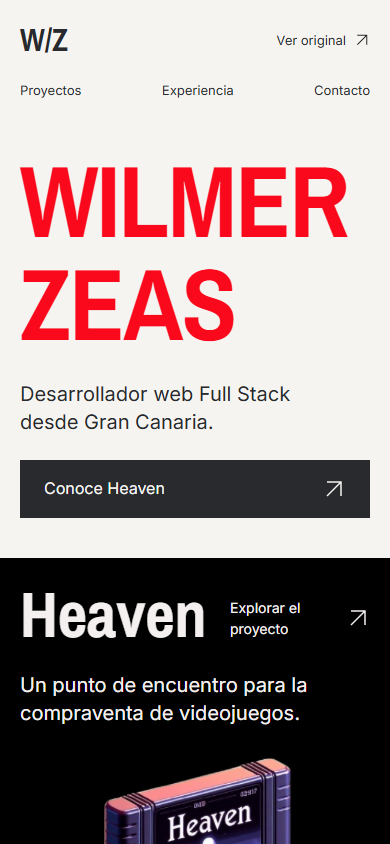 W/Z
Ver original
Proyectos
Experiencia
Contacto
WILMER
ZEAS
Desarrollador web Full Stack
desde Gran Canaria.
Conoce Heaven
Heaven
Explorar el
proyecto
Un punto de encuentro para la
compraventa de videojuegos.
Heaven